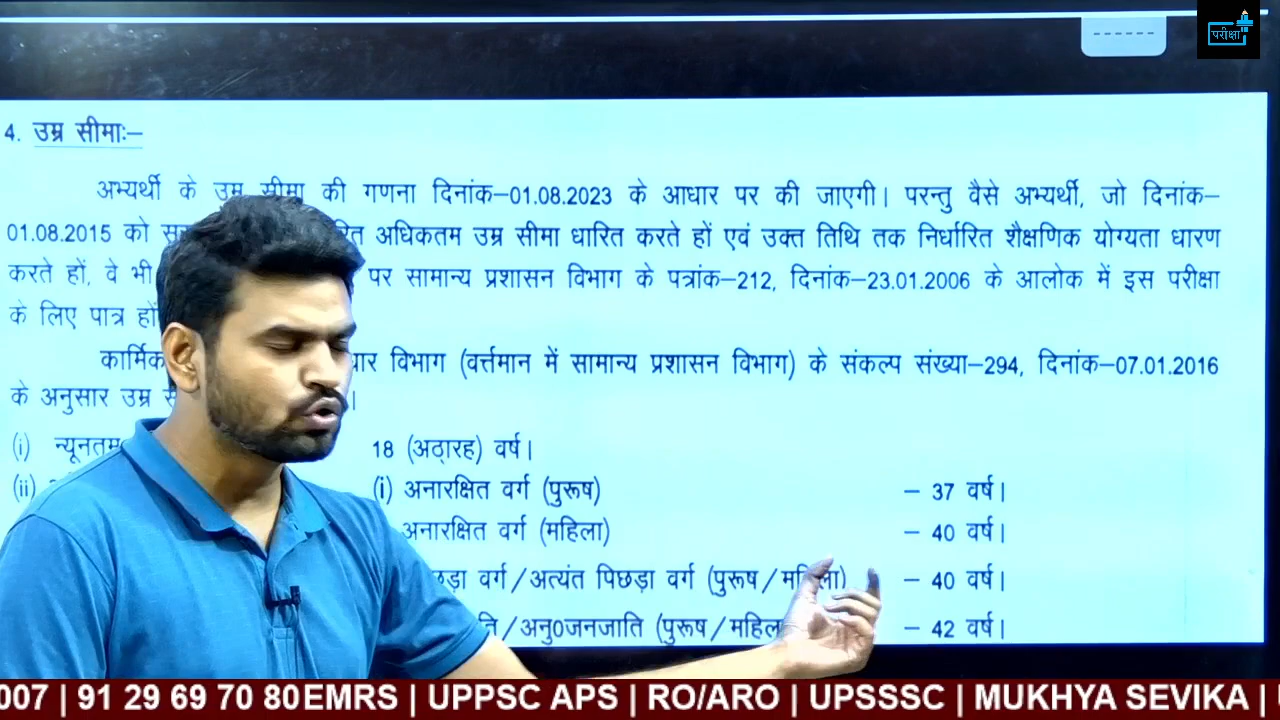 परीक्षा
4. उम्र सीमाः–
अभ्यर्थी के उम्र सीमा की गणना दिनांक–01.08.2023 के आधार पर की जाएगी। परन्तु वैसे अभ्यर्थी, जो दिनांक–
01.08.2015 को अधिकतम उम्र सीमा धारित करते हों एवं उक्त तिथि तक निर्धारित शैक्षणिक योग्यता धारण
करते हों, वे भी पर सामान्य प्रशासन विभाग के पत्रांक–212, दिनांक–23.01.2006 के आलोक में इस परीक्षा
के लिए पात्र
विभाग (वर्त्तमान में सामान्य प्रशासन विभाग) के संकल्प संख्या–294, दिनांक–07.01.2016
के अनुसार उम्र
(i) न्यूनतम 18 (अठ्ारह) वर्ष।
(ii) (i) अनारक्षित वर्ग (पुरूष) – 37 वर्ष।
अनारक्षित वर्ग (महिला) – 40 वर्ष।
वर्ग/अत्यंत पिछड़ा वर्ग (पुरूष/महिला) – 40 वर्ष।
/अनु0जनजाति (पुरूष/ – 42 वर्ष।
007 | 91 29 69 70 80 EMRS | UPPSC APS | RO/ARO | UPSSSC | MUKHYA SEVIKA |